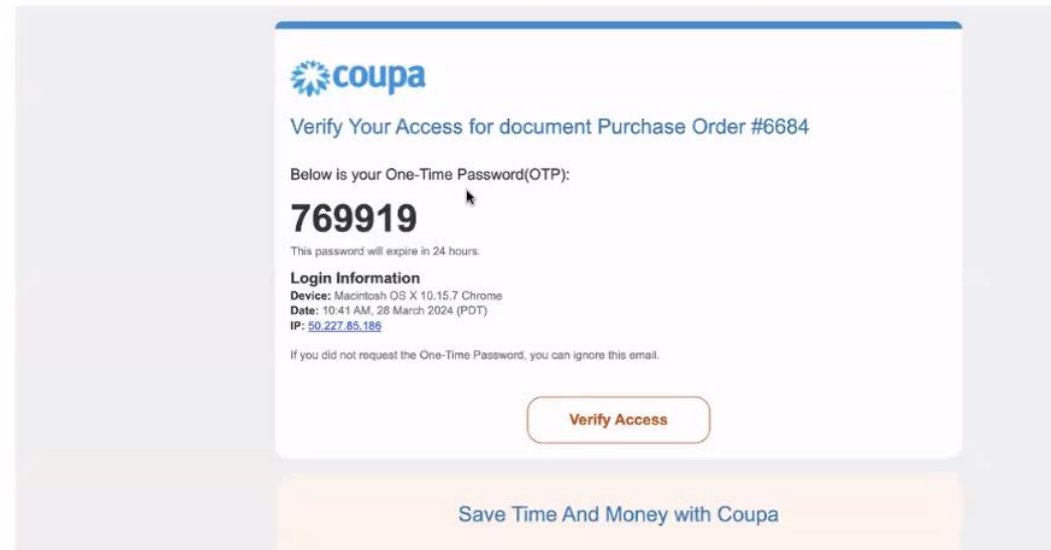 coupa
Verify Your Access for document Purchase Order #6684
Below is your One-Time Password(OTP):
769919
This password will expire in 24 hours.
Login Information
Device: Macintosh OS X 10.15.7 Chrome
Date: 10:41 AM, 28 March 2024 (PDT)
IP: 50.227.85.186
If you did not request the One-Time Password, you can ignore this email.
Verify Access
Save Time And Money with Coupa